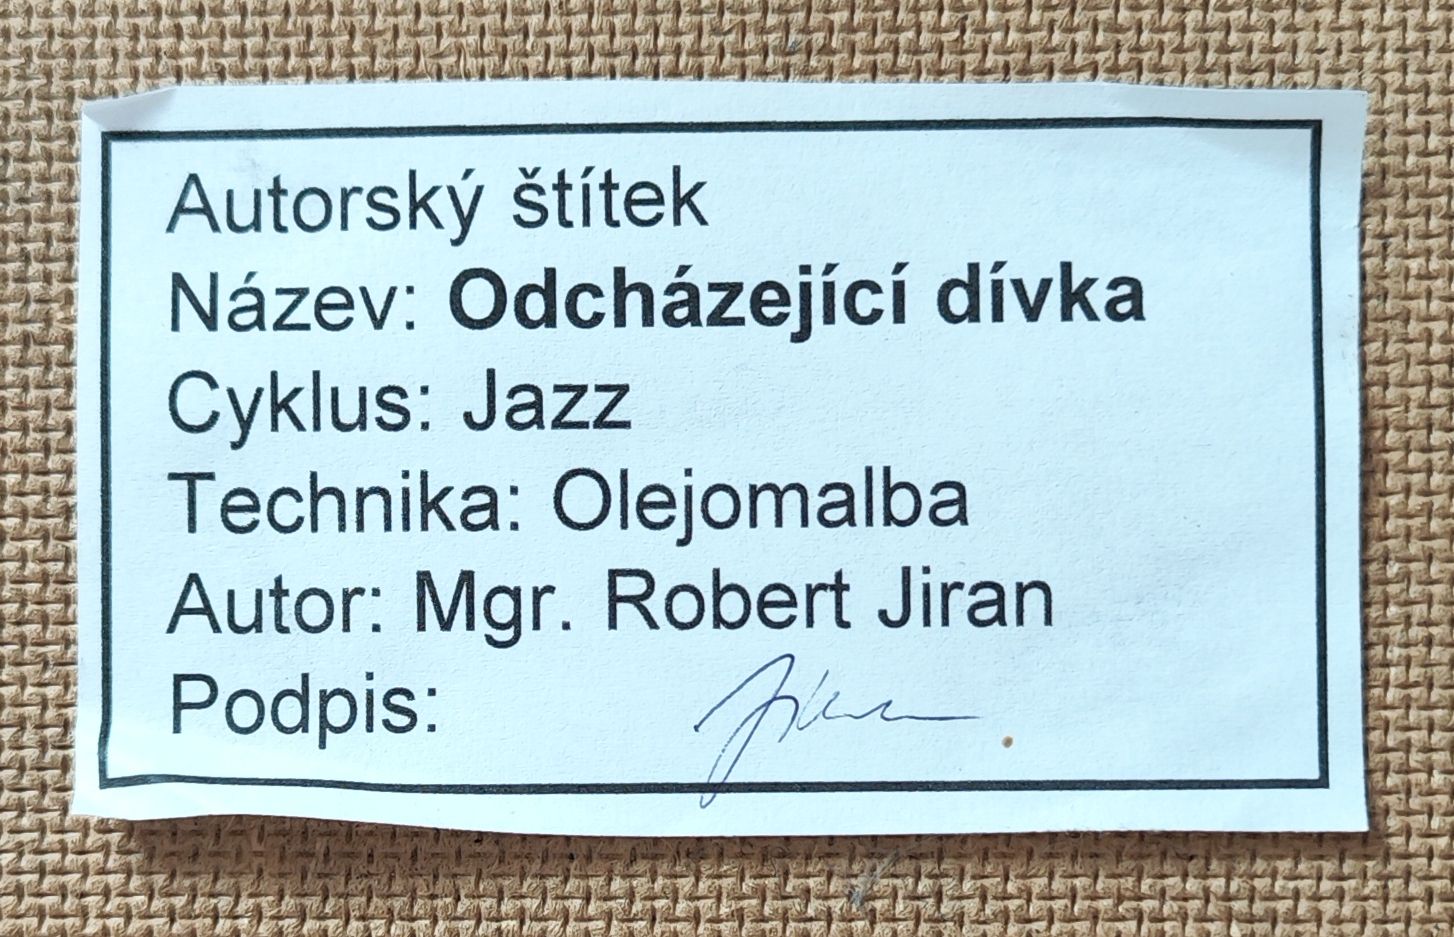 Autorský štítek
Název: Odcházející dívka
Cyklus: Jazz
Technika: Olejomalba
Autor: Mgr. Robert Jiran
Podpis: